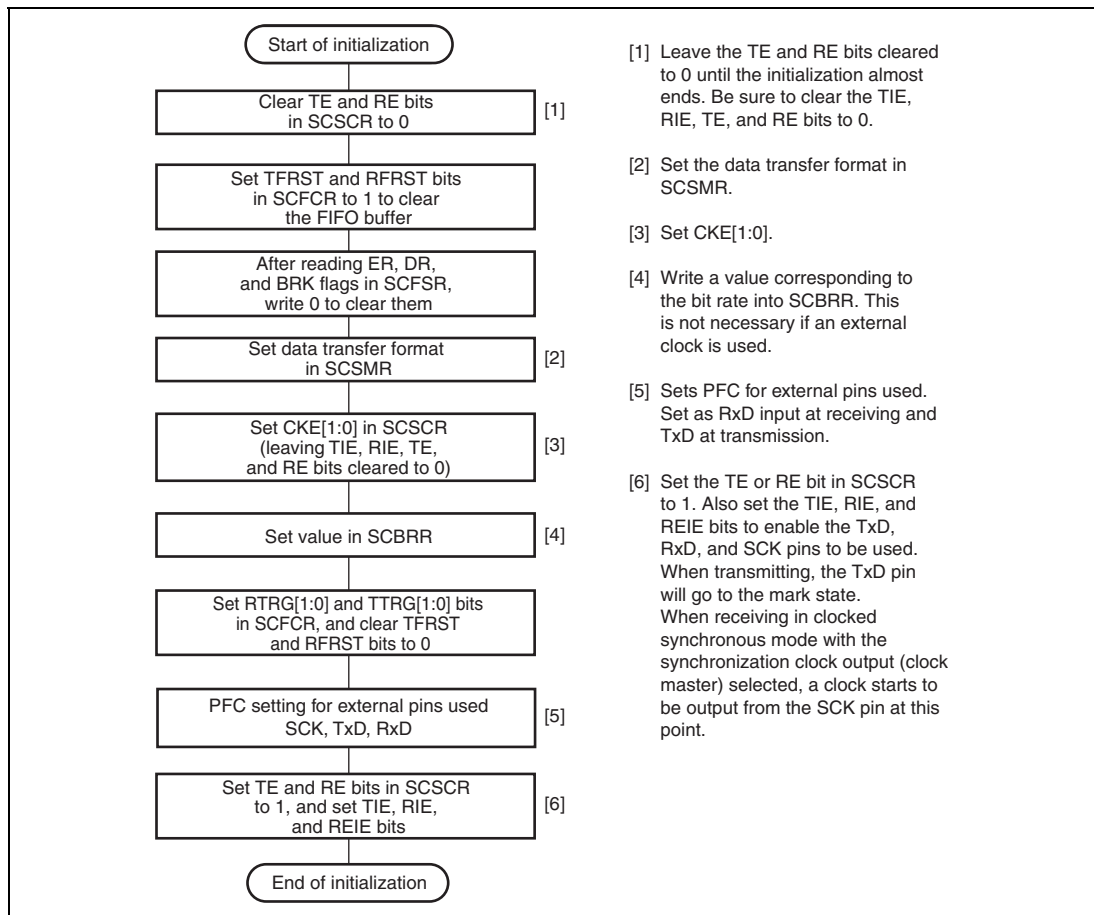 Start of initialization
Clear TE and RE bits
in SCSCR to 0
[1]
Set TFRST and RFRST bits
in SCFCR to 1 to clear
the FIFO buffer
After reading ER, DR,
and BRK flags in SCFSR,
write 0 to clear them
Set data transfer format
in SCSMR
[2]
Set CKE[1:0] in SCSCR
(leaving TIE, RIE, TE,
and RE bits cleared to 0)
[3]
Set value in SCBRR
[4]
Set RTRG[1:0] and TTRG[1:0] bits
in SCFCR, and clear TFRST
and RFRST bits to 0
PFC setting for external pins used
SCK, TxD, RxD
[5]
Set TE and RE bits in SCSCR
to 1, and set TIE, RIE,
and REIE bits
[6]
End of initialization
[1] Leave the TE and RE bits cleared
to 0 until the initialization almost
ends. Be sure to clear the TIE,
RIE, TE, and RE bits to 0.
[2] Set the data transfer format in
SCSMR.
[3] Set CKE[1:0].
[4] Write a value corresponding to
the bit rate into SCBRR. This
is not necessary if an external
clock is used.
[5] Sets PFC for external pins used.
Set as RxD input at receiving and
TxD at transmission.
[6] Set the TE or RE bit in SCSCR
to 1. Also set the TIE, RIE, and
REIE bits to enable the TxD,
RxD, and SCK pins to be used.
When transmitting, the TxD pin
will go to the mark state.
When receiving in clocked
synchronous mode with the
synchronization clock output (clock
master) selected, a clock starts to
be output from the SCK pin at this
point.